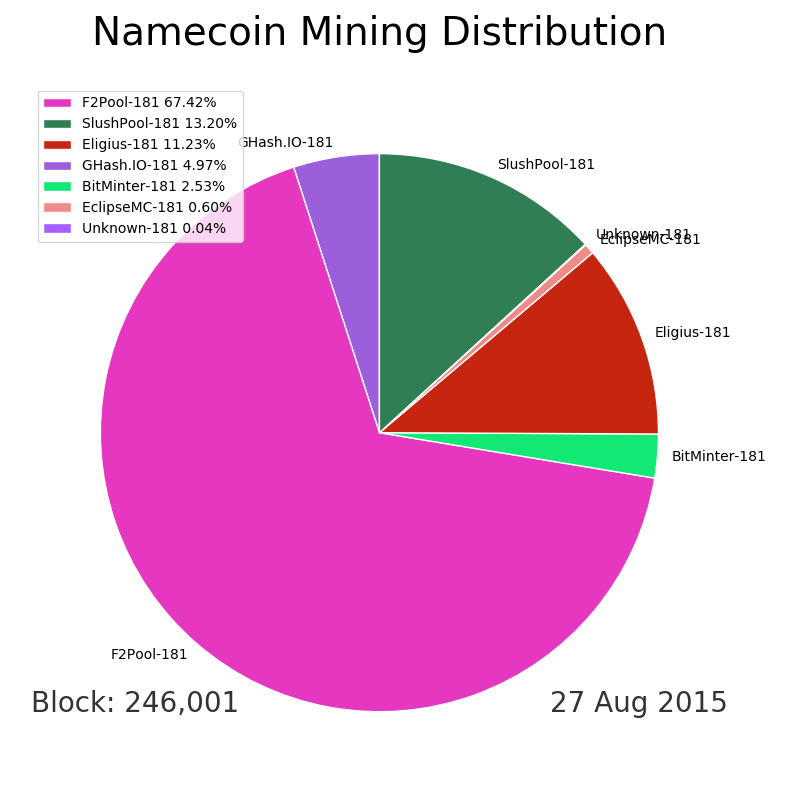 Namecoin Mining Distribution
F2Pool-181 67.42%
SlushPool-181 13.20%
Eligius-181 11.23%
GHash.IO-181 4.97%
BitMinter-181 2.53%
EclipseMC-181 0.60%
Unknown-181 0.04%
GHash.IO-181
SlushPool-181
Unknown-181
EclipseMC-181
Eligius-181
BitMinter-181
F2Pool-181
Block: 246,001
27 Aug 2015